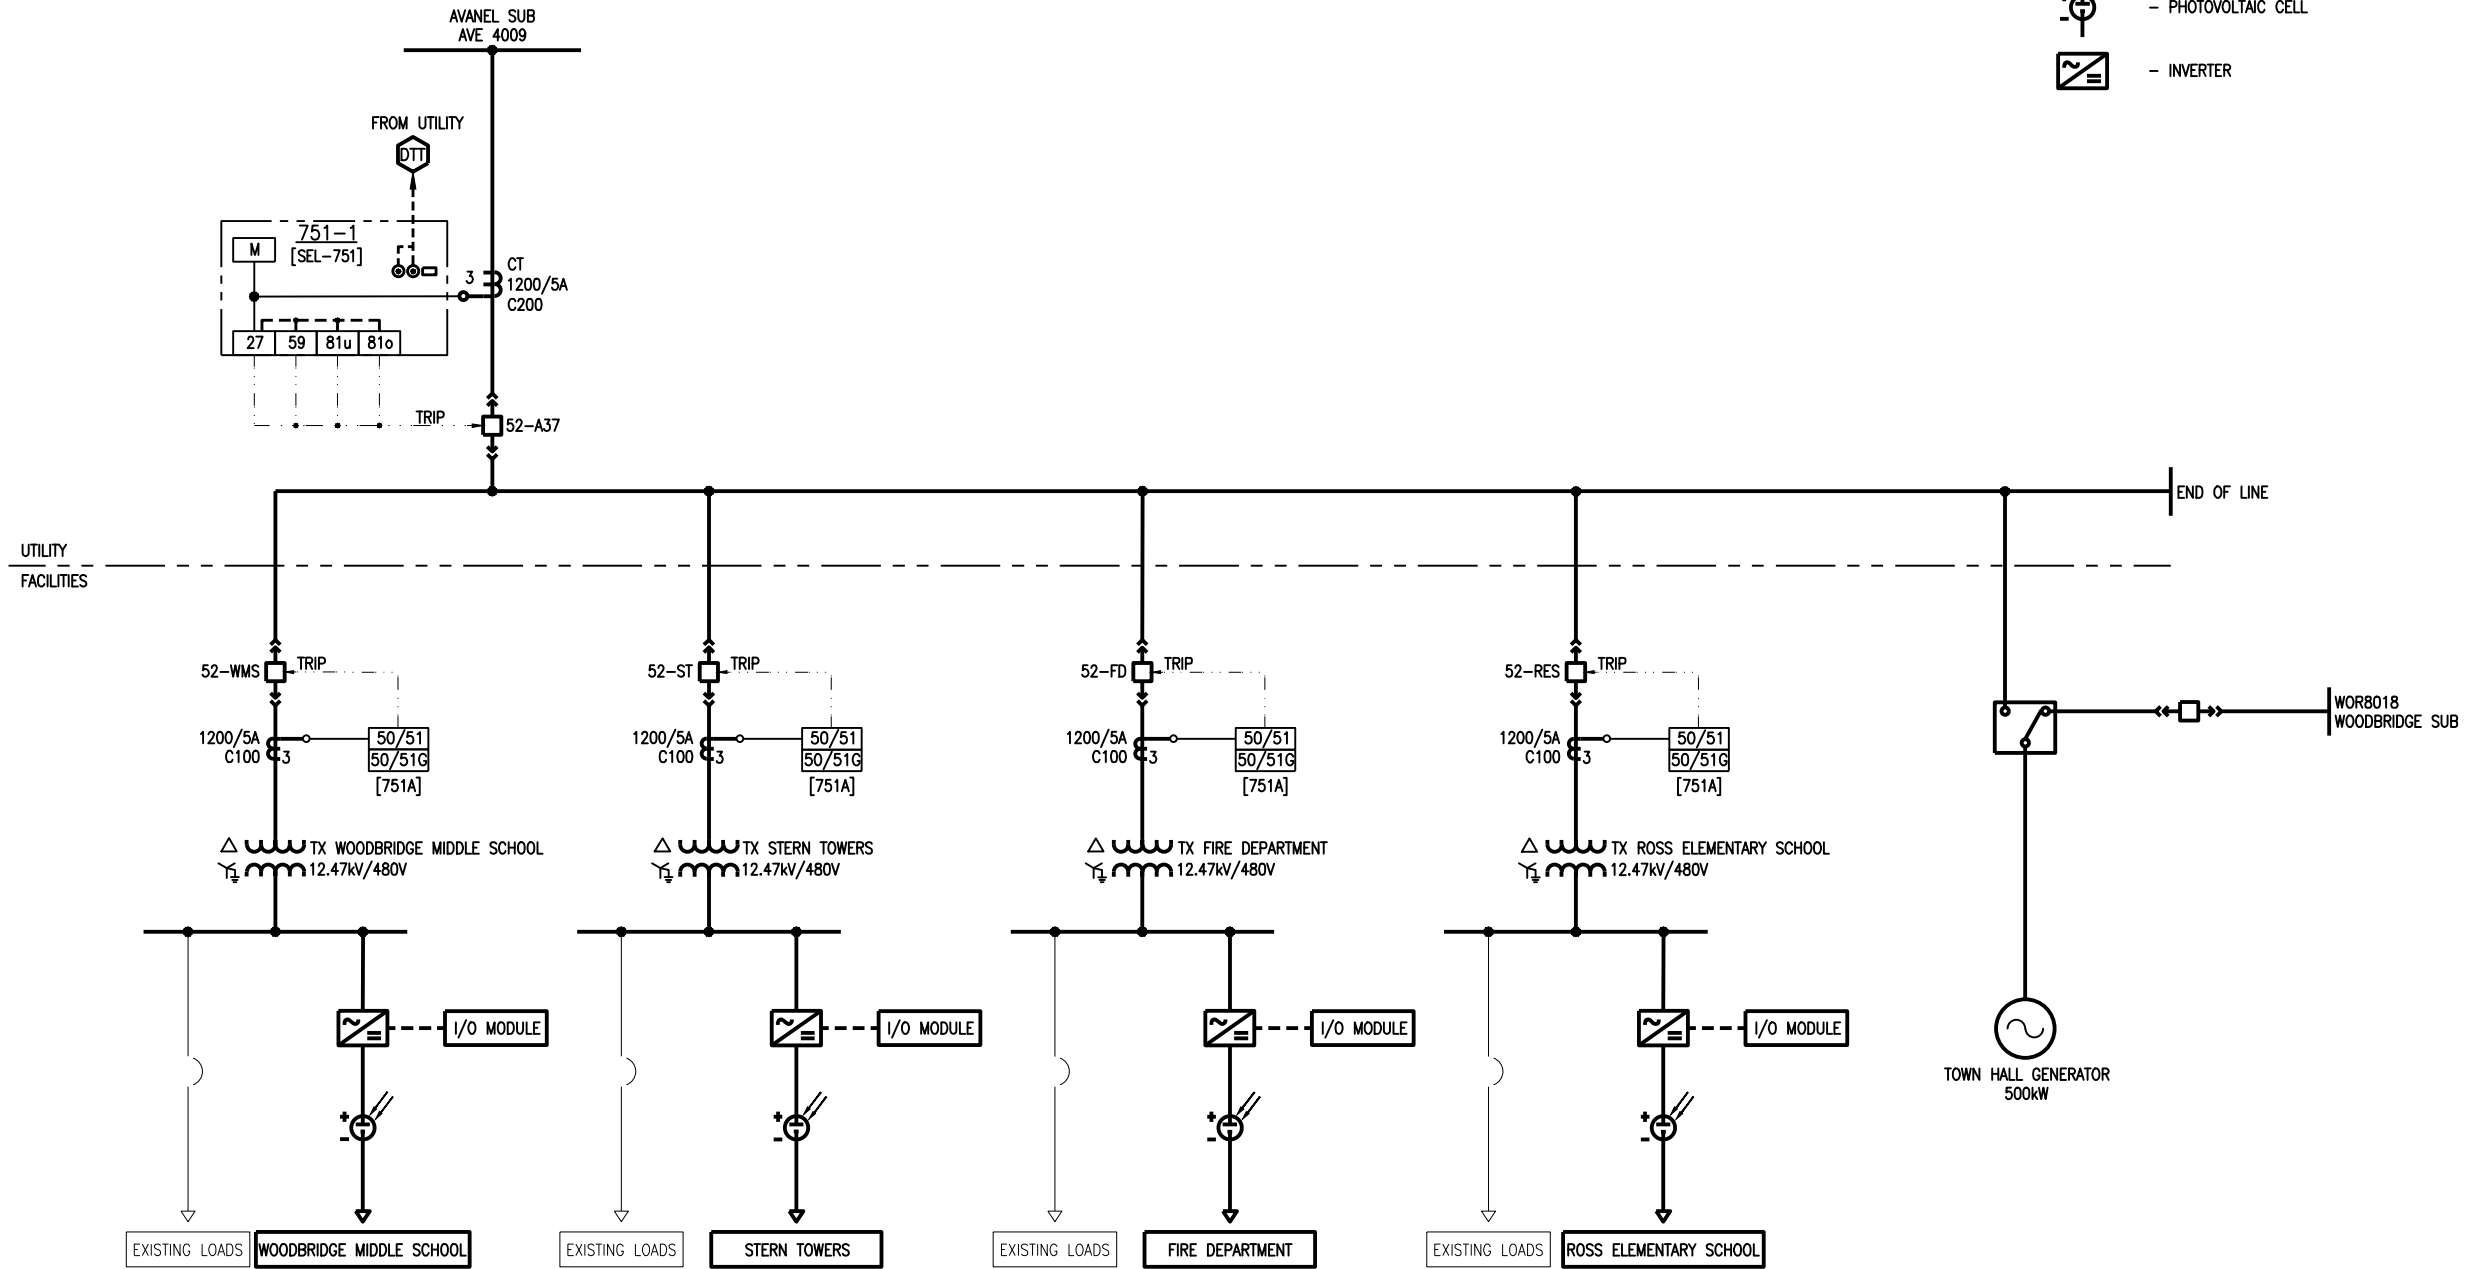 AVANEL SUB
AVE 4009
- PHOTOVOLTAIC CELL
- INVERTER
FROM UTILITY
DTT
751-1
[SEL-751]
M
3
CT
1200/5A
C200
27
59
81u
81o
TRIP
52-A37
END OF LINE
UTILITY
FACILITIES
52-WMS
TRIP
1200/5A
C100
3
50/51
50/51G
[751A]
TX WOODBRIDGE MIDDLE SCHOOL
12.47kV/480V
52-ST
TRIP
1200/5A
C100
3
50/51
50/51G
[751A]
TX STERN TOWERS
12.47kV/480V
52-FD
TRIP
1200/5A
C100
3
50/51
50/51G
[751A]
TX FIRE DEPARTMENT
12.47kV/480V
52-RES
TRIP
1200/5A
C100
3
50/51
50/51G
[751A]
TX ROSS ELEMENTARY SCHOOL
12.47kV/480V
WOR8018
WOODBRIDGE SUB
I/O MODULE
I/O MODULE
I/O MODULE
I/O MODULE
TOWN HALL GENERATOR
500kW
EXISTING LOADS
WOODBRIDGE MIDDLE SCHOOL
EXISTING LOADS
STERN TOWERS
EXISTING LOADS
FIRE DEPARTMENT
EXISTING LOADS
ROSS ELEMENTARY SCHOOL